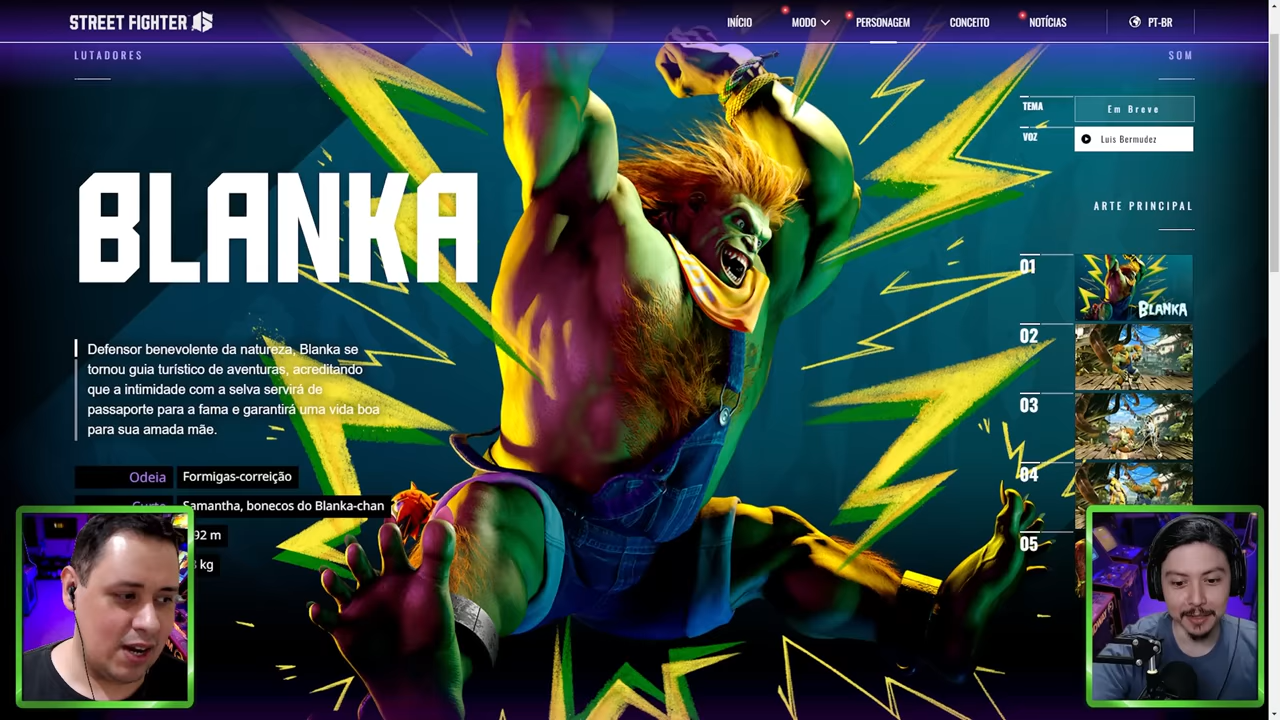 STREET FIGHTER 6
INÍCIO
MODO
PERSONAGEM
CONCEITO
NOTÍCIAS
PT-BR
LUTADORES
SOM
TEMA
Em Breve
VOZ
Luis Bermudez
BLANKA
ARTE PRINCIPAL
01
BLANKA
02
03
04
05
Defensor benevolente da natureza, Blanka se
tornou guia turístico de aventuras, acreditando
que a intimidade com a selva servirá de
passaporte para a fama e garantirá uma vida boa
para sua amada mãe.
Odeia
Formigas-correição
Samantha, bonecos do Blanka-chan
92 m
kg